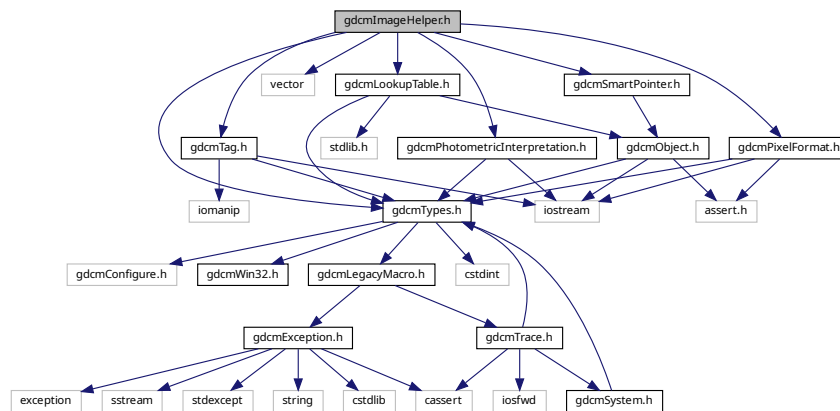 gdcmImageHelper.h
vector
gdcmLookupTable.h
gdcmSmartPointer.h
gdcmTag.h
stdlib.h
gdcmPhotometricInterpretation.h
gdcmObject.h
gdcmPixelFormat.h
iomanip
gdcmTypes.h
iostream
assert.h
gdcmConfigure.h
gdcmWin32.h
gdcmLegacyMacro.h
cstdint
gdcmException.h
gdcmTrace.h
exception
sstream
stdexcept
string
cstdlib
cassert
iosfwd
gdcmSystem.h